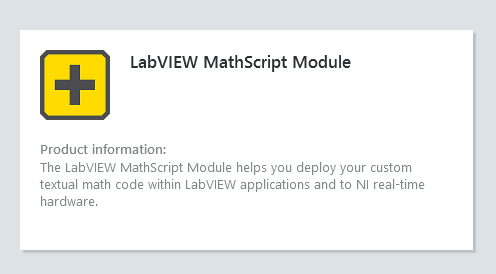 LabVIEW MathScript Module
Product information:
The LabVIEW MathScript Module helps you deploy your custom
textual math code within LabVIEW applications and to NI real-time
hardware.